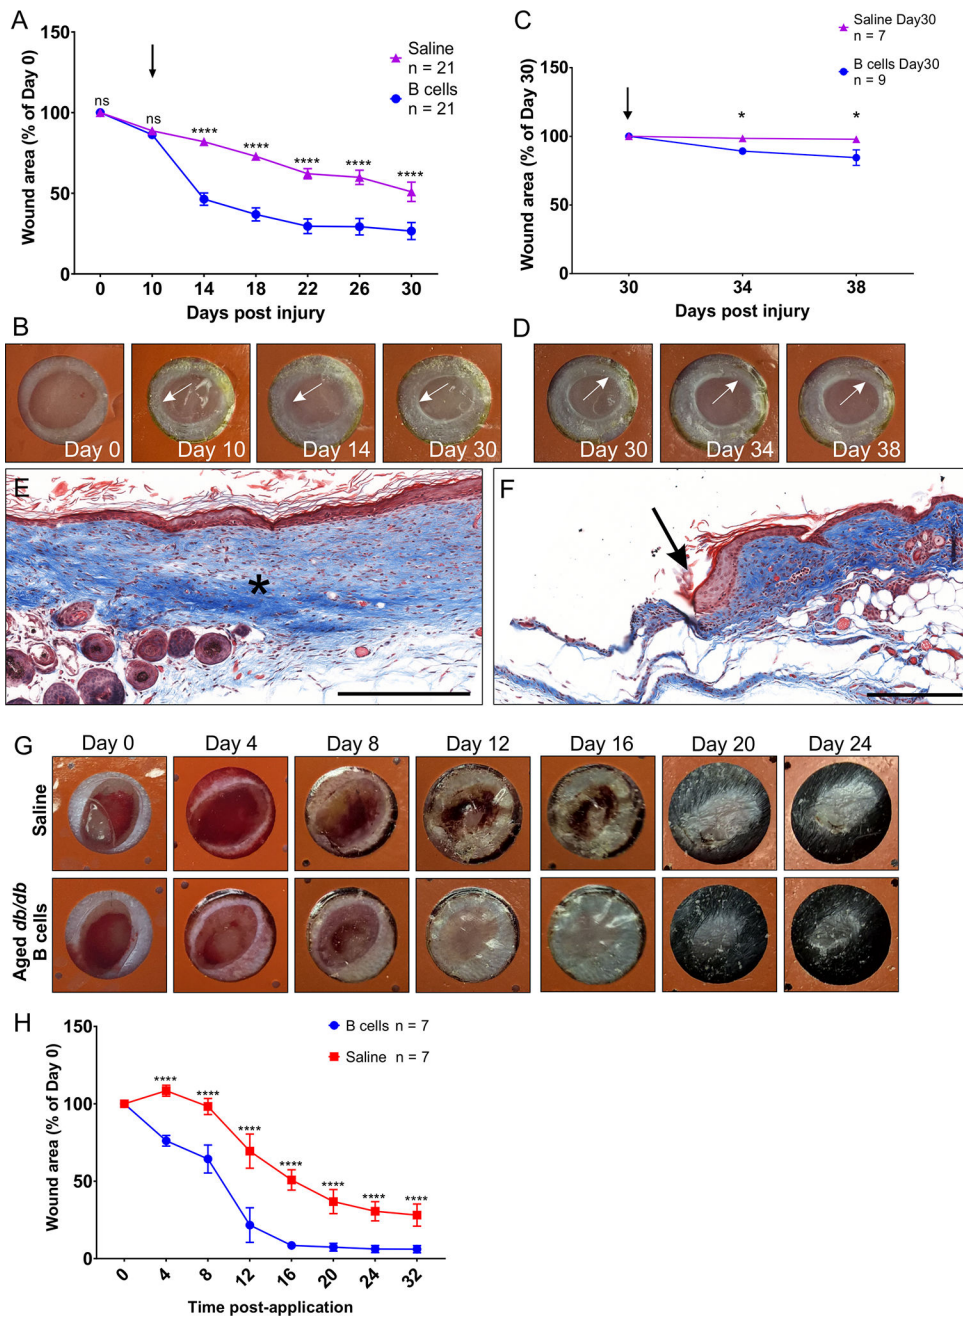 A
150
100
50
0
Wound area (% of Day 0)
ns
ns
****
****
****
****
****
Saline
n = 21
B cells
n = 21
0 10 14 18 22 26 30
Days post injury
C
Saline Day30
n = 7
B cells Day30
n = 9
150
100
50
0
Wound area (% of Day 30)
*
*
30 34 38
Days post injury
B
Day 0
Day 10
Day 14
Day 30
D
Day 30
Day 34
Day 38
E
*
F
G
Day 0 Day 4 Day 8 Day 12 Day 16 Day 20 Day 24
Saline
Aged db/db
B cells
H
150
100
50
0
Wound area (% of Day 0)
B cells n = 7
Saline n = 7
****
****
****
****
****
****
****
0 4 8 12 16 20 24 32
Time post-application